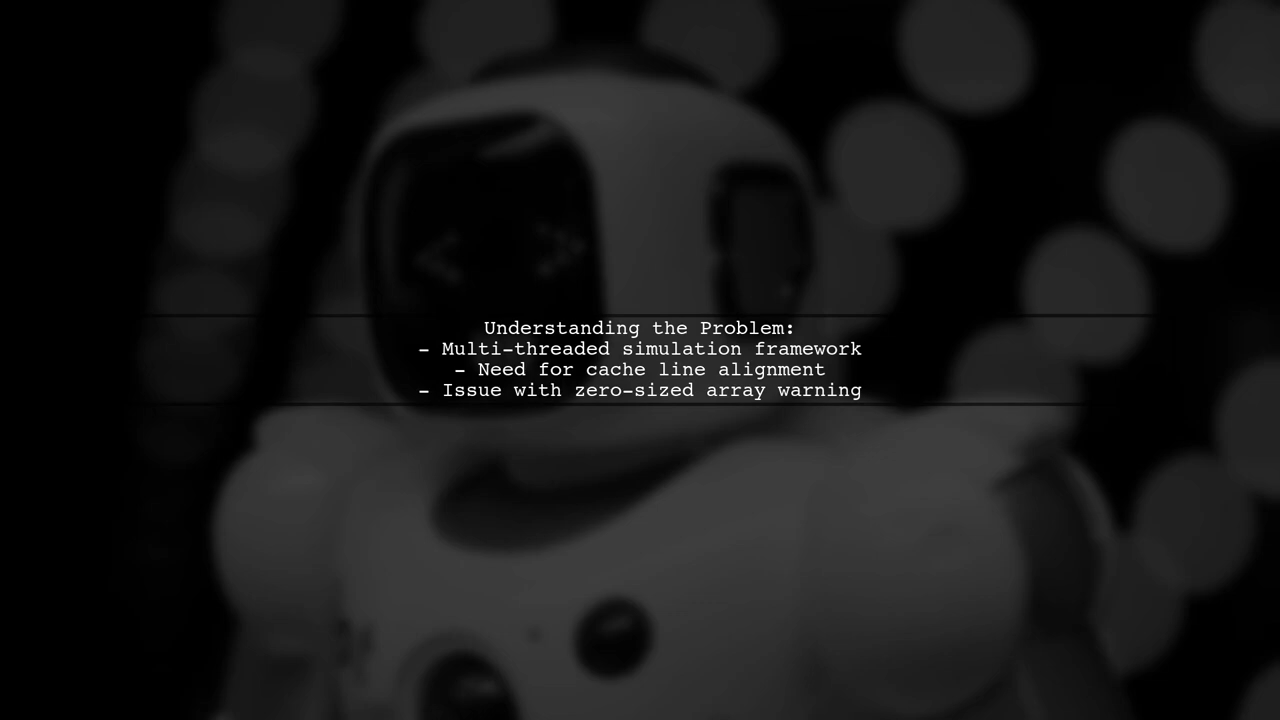 Understanding the Problem:
- Multi-threaded simulation framework
- Need for cache line alignment
- Issue with zero-sized array warning